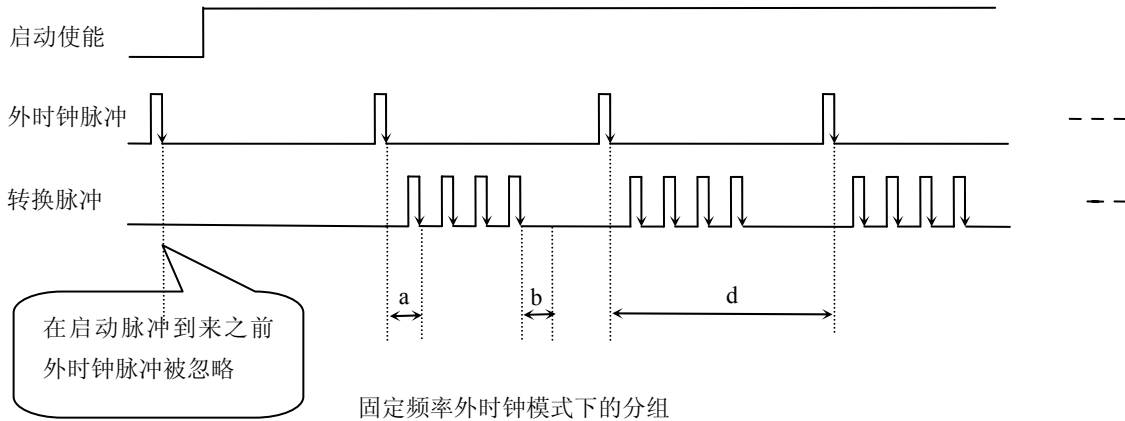 启动使能
外时钟脉冲
转换脉冲
a
b
d
在启动脉冲到来之前
外时钟脉冲被忽略
固定频率外时钟模式下的分组